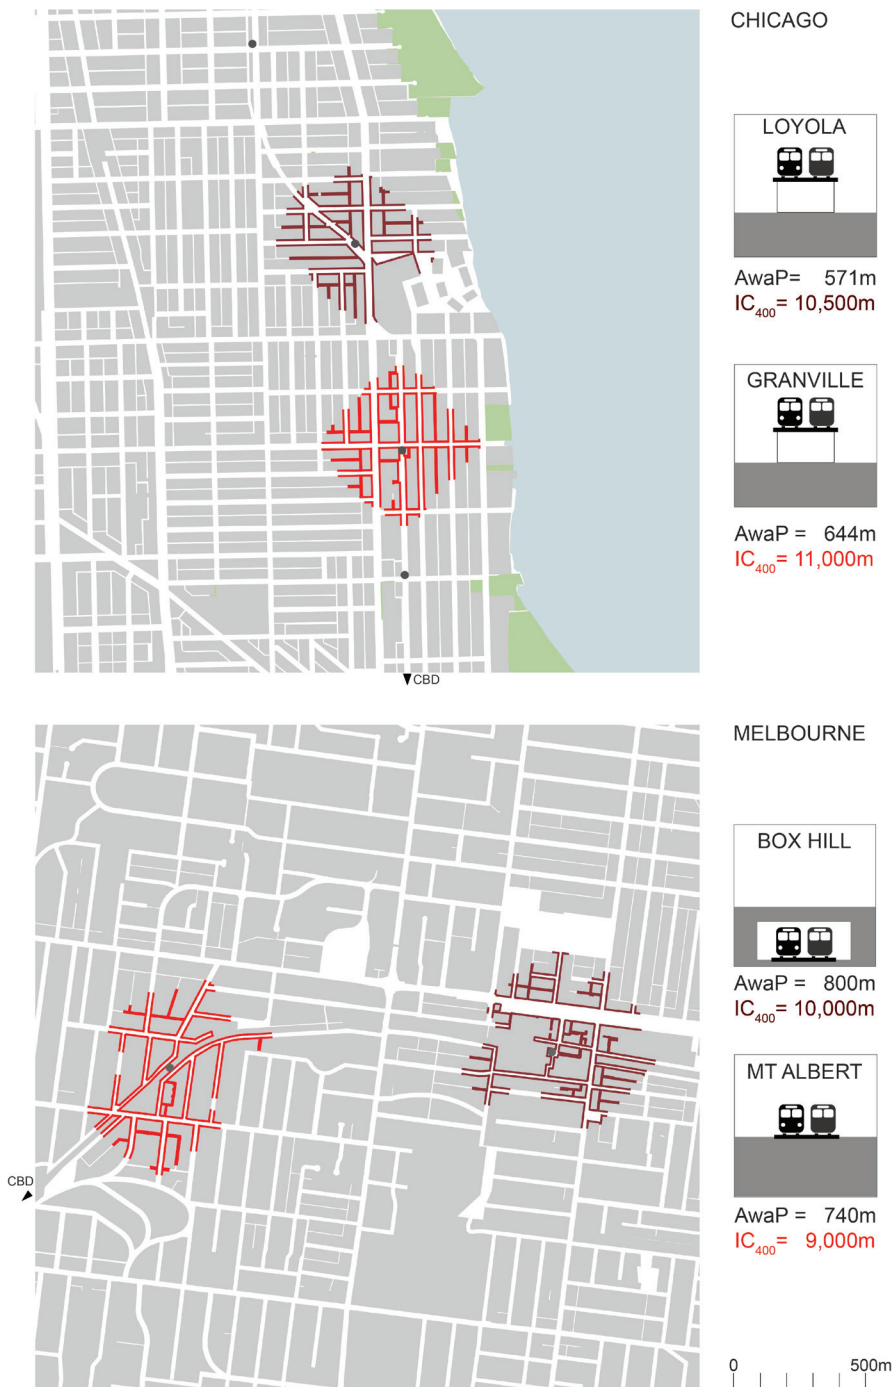 CHICAGO
LOYOLA
AwaP= 571m
IC400= 10,500m
GRANVILLE
AwaP = 644m
IC400= 11,000m
CBD
MELBOURNE
BOX HILL
AwaP= 800m
IC400= 10,000m
MT ALBERT
CBD
AwaP = 740m
IC400= 9,000m
0 500m